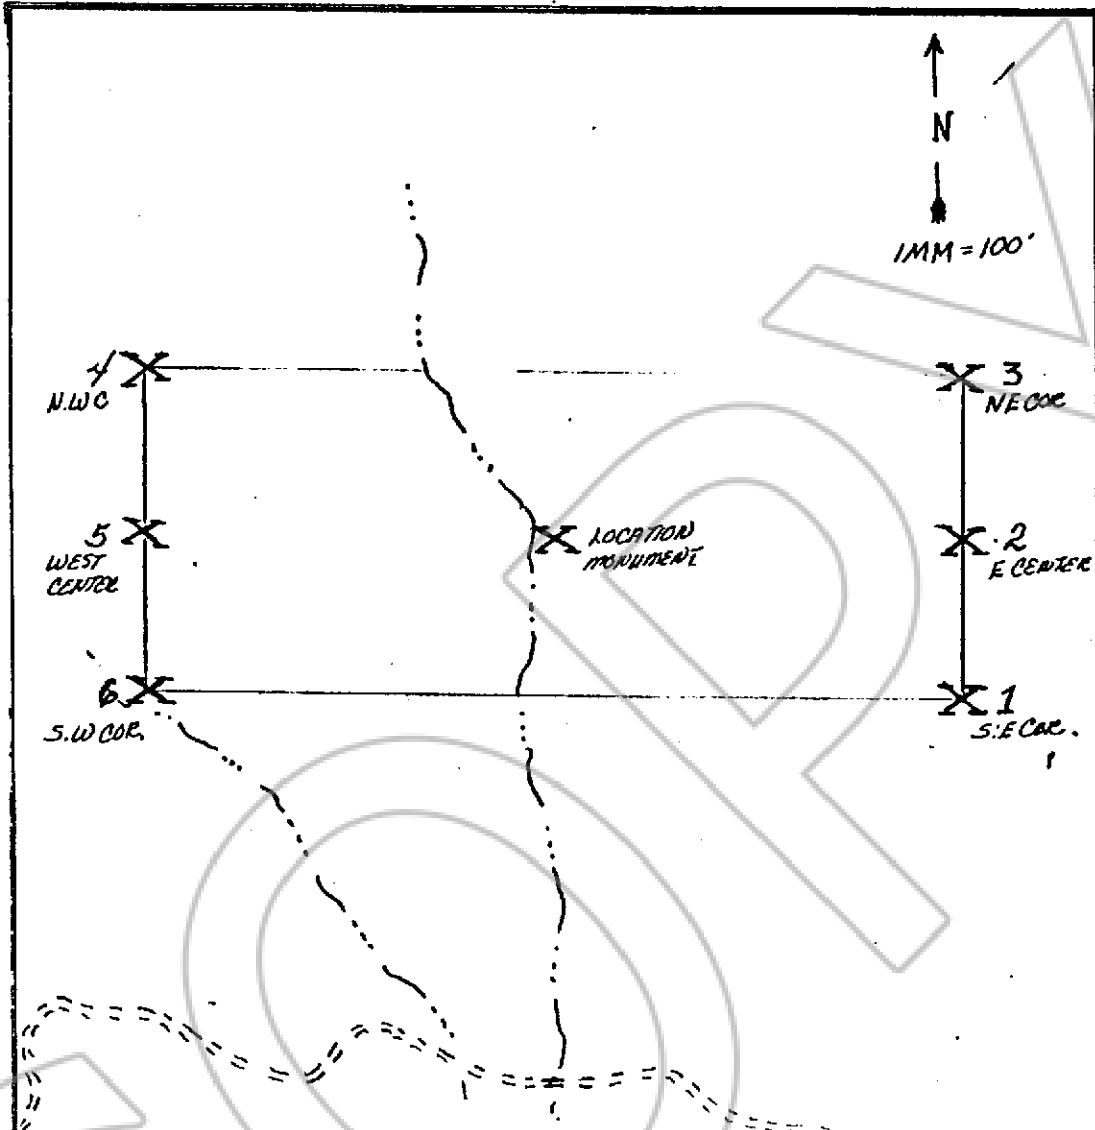 N
1MM = 100'
4
N.W C
3
NE COR
5
WEST
CENTER
LOCATION
MONUMENT
2
E CENTER
6
S.W COR.
1
S.E COR.